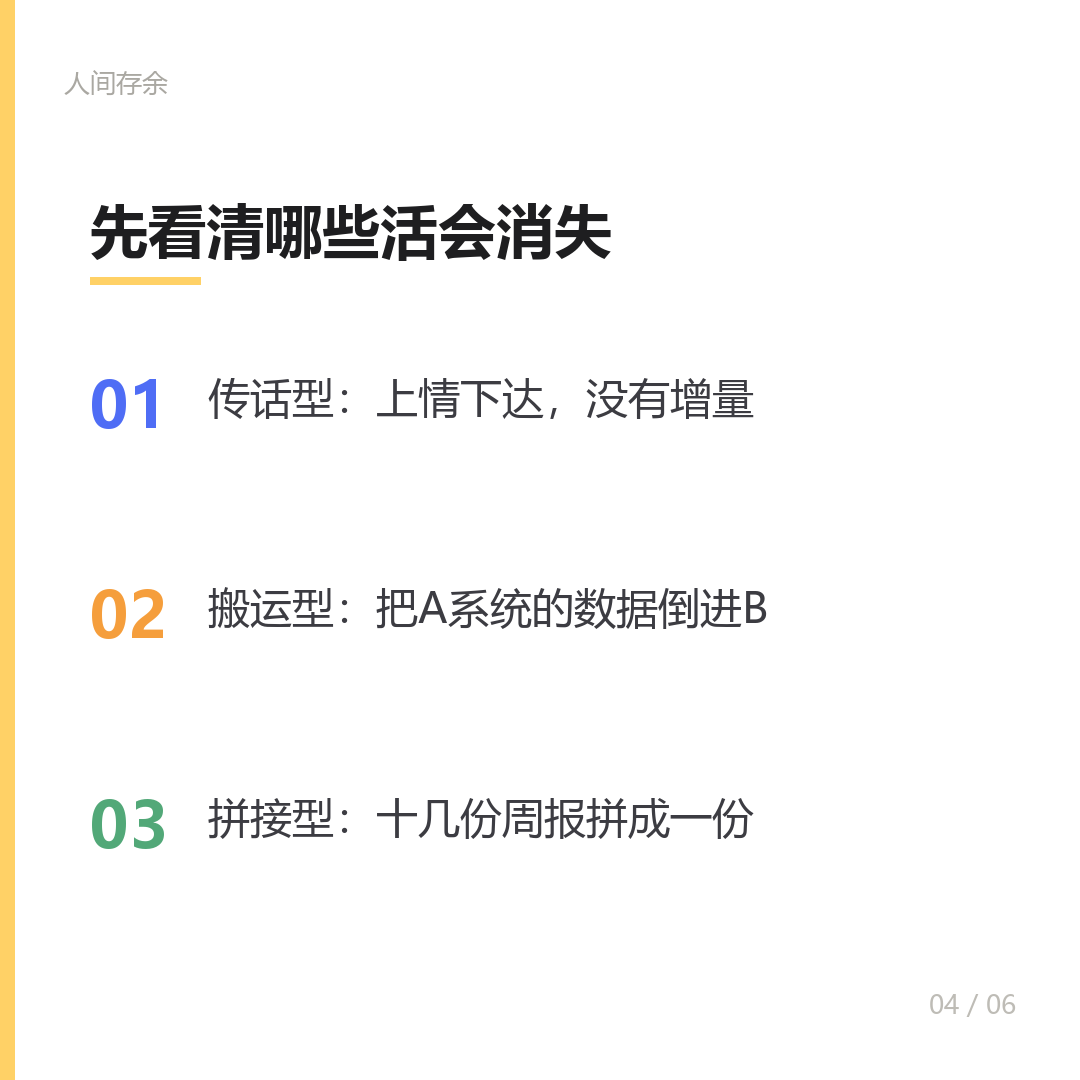 人间存余
先看清哪些活会消失
01 传话型：上情下达，没有增量
02 搬运型：把A系统的数据倒进B
03 拼接型：十几份周报拼成一份
04 / 06